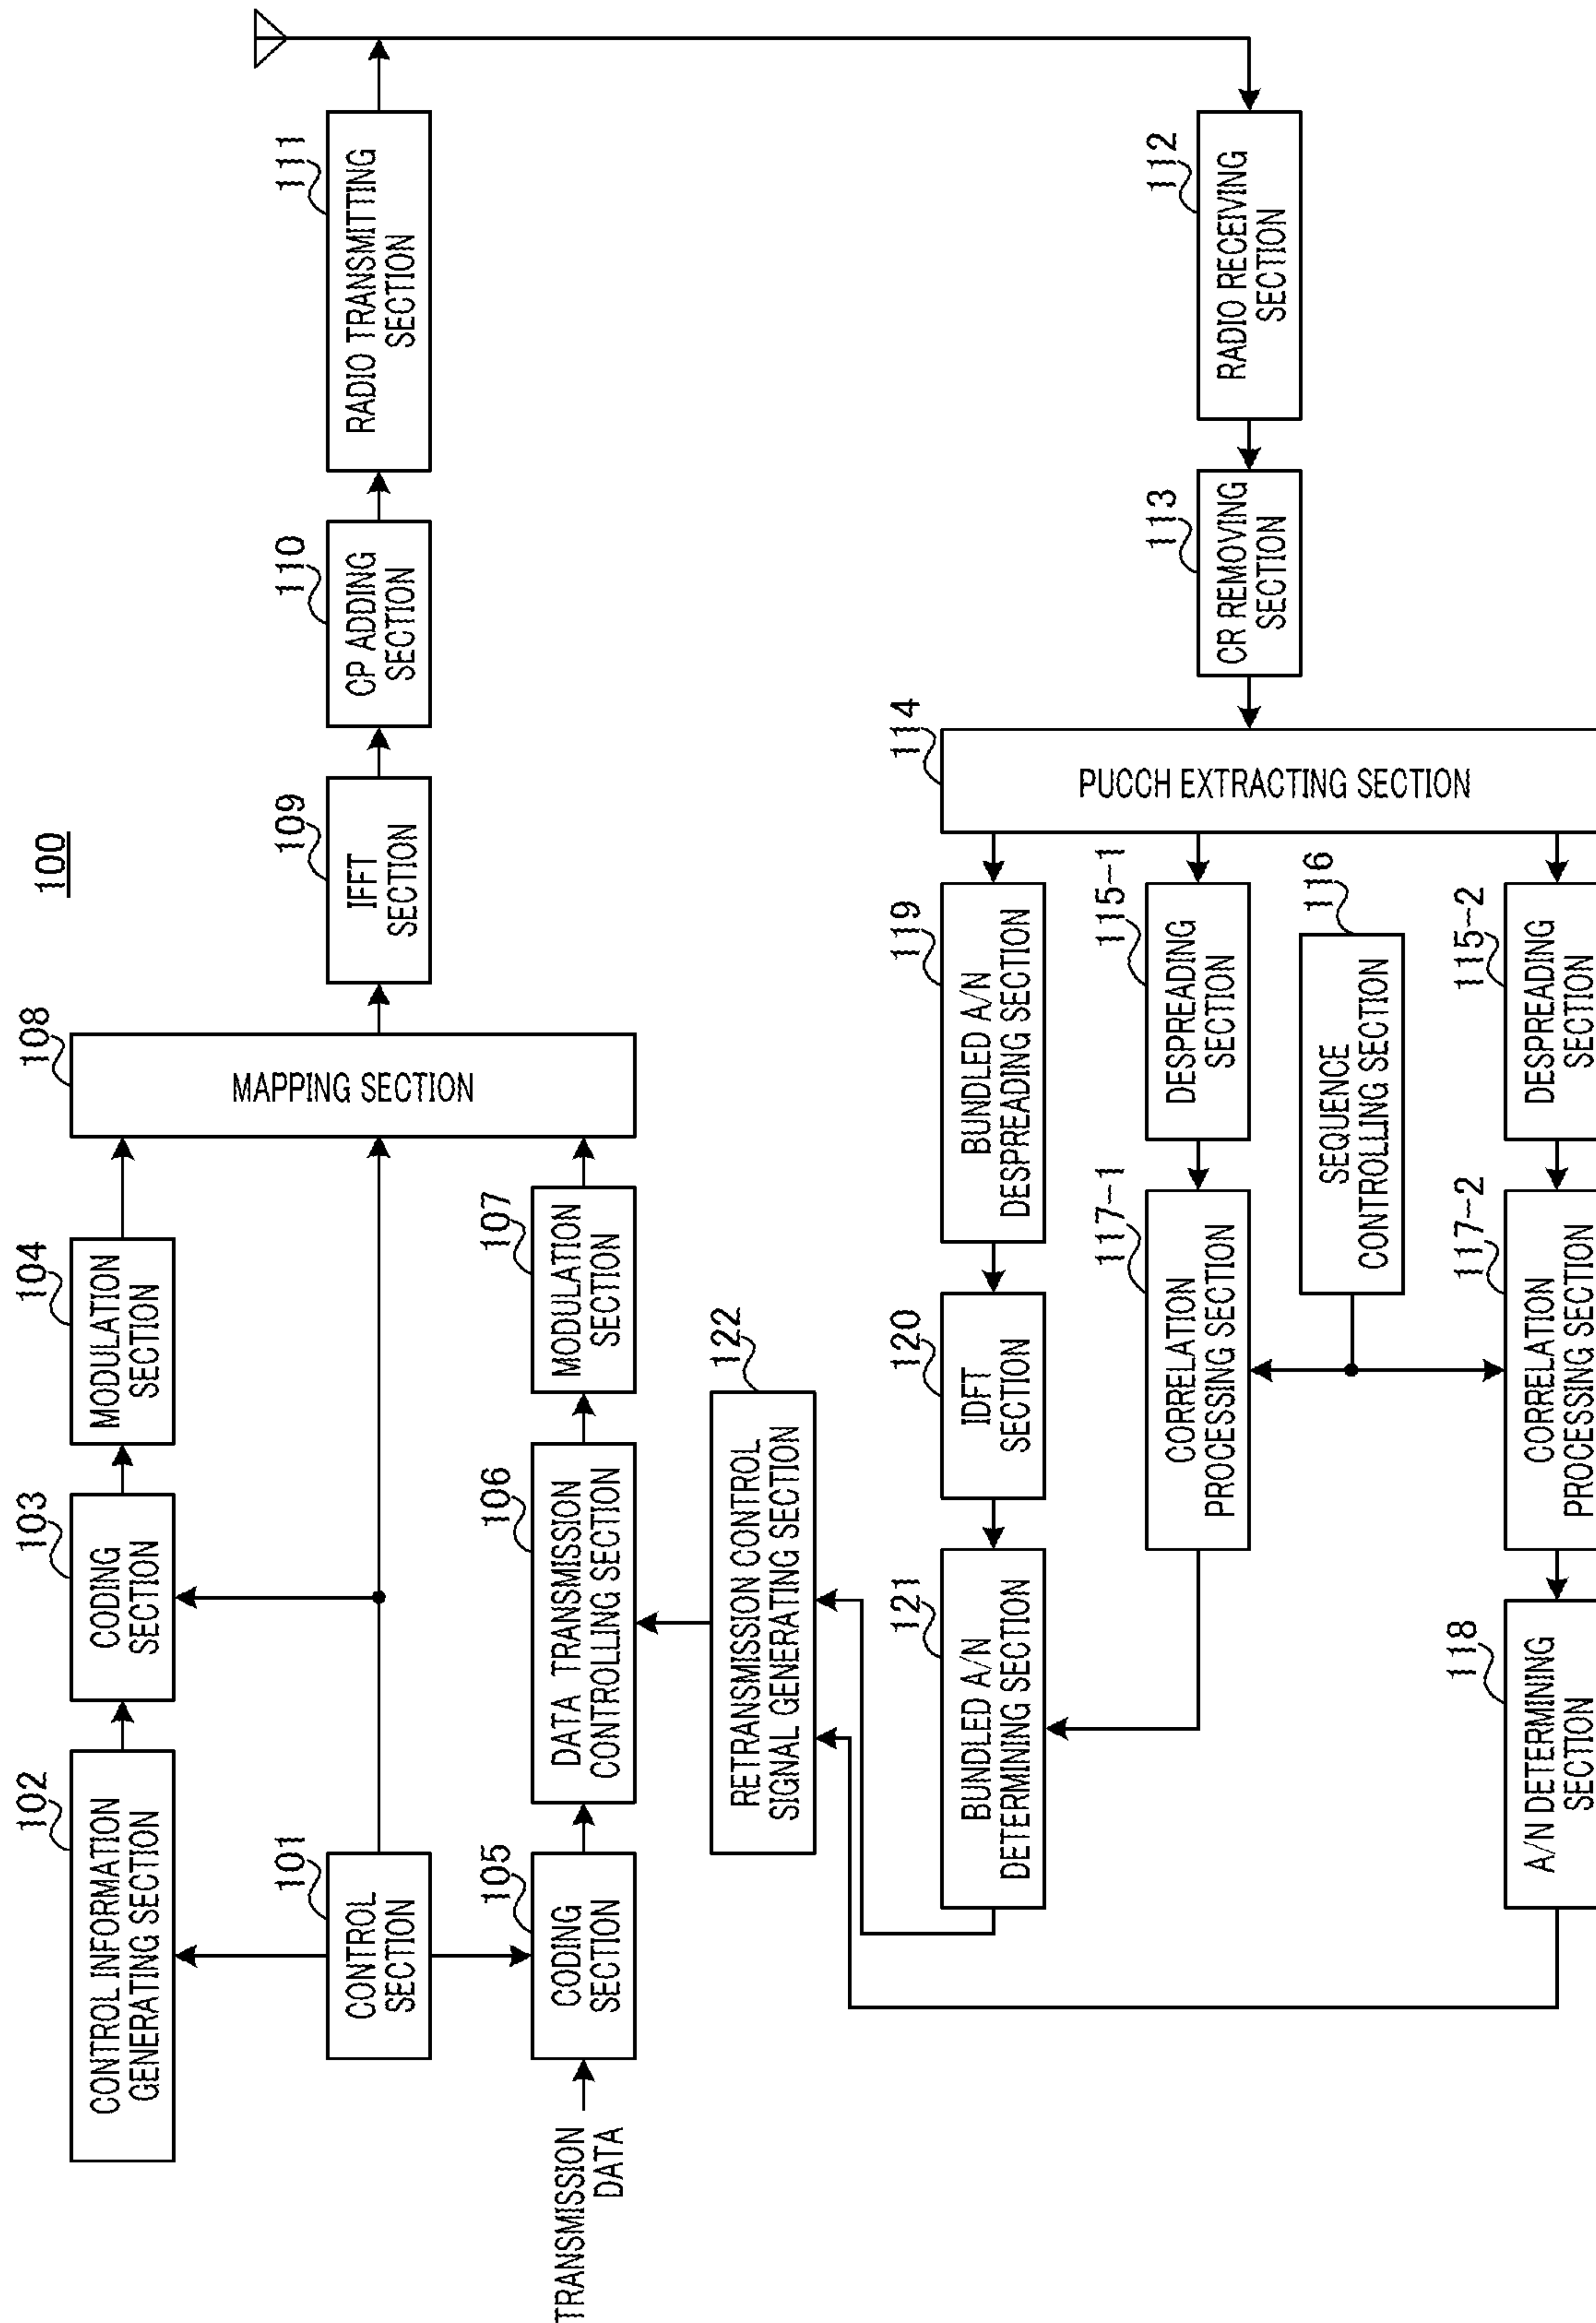 100
102
CONTROL INFORMATION
GENERATING SECTION
103
CODING
SECTION
104
MODULATION
SECTION
101
CONTROL
SECTION
108
MAPPING SECTION
109
IFFT
SECTION
110
CP ADDING
SECTION
111
RADIO TRANSMITTING
SECTION
TRANSMISSION
DATA
105
CODING
SECTION
106
DATA TRANSMISSION
CONTROLLING SECTION
107
MODULATION
SECTION
122
RETRANSMISSION CONTROL
SIGNAL GENERATING SECTION
121
BUNDLED A/N
DETERMINING SECTION
120
IDFT
SECTION
119
BUNDLED A/N
DESPREADING SECTION
114
PUCCH EXTRACTING SECTION
113
CR REMOVING
SECTION
112
RADIO RECEIVING
SECTION
117-1
CORRELATION
PROCESSING SECTION
115-1
DESPREADING
SECTION
116
SEQUENCE
CONTROLLING SECTION
118
A/N DETERMINING
SECTION
117-2
CORRELATION
PROCESSING SECTION
115-2
DESPREADING
SECTION